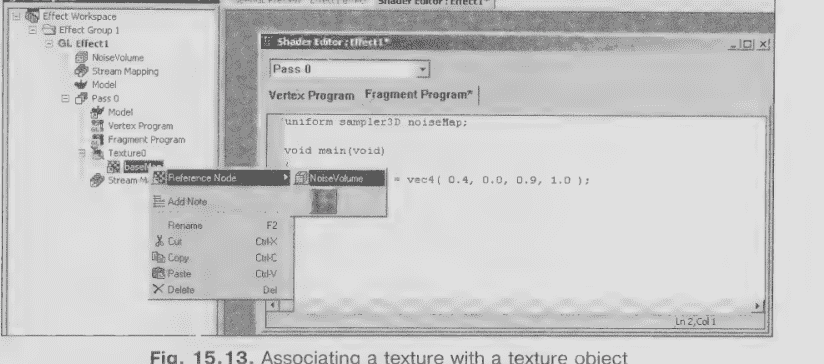 Shader Editor : Effect1*
Effect Workspace
Effect Group 1
GL Effect1
NoiseVolume
Stream Mapping
Model
Pass 0
Model
Vertex Program
Fragment Program
Texture0
Stream
Reference Node
NoiseVolume
Add Note
Rename F2
Cut Ctrl-X
Copy Ctrl-C
Paste Ctrl-V
Delete Del
Shader Editor : Effect1*
Pass 0
Vertex Program Fragment Program*
uniform sampler3D noiseMap;
void main(void)
{
= vec4( 0.4, 0.0, 0.9, 1.0 );
Ln 2, Col 1
Fig. 15.13. Associating a texture with a texture object